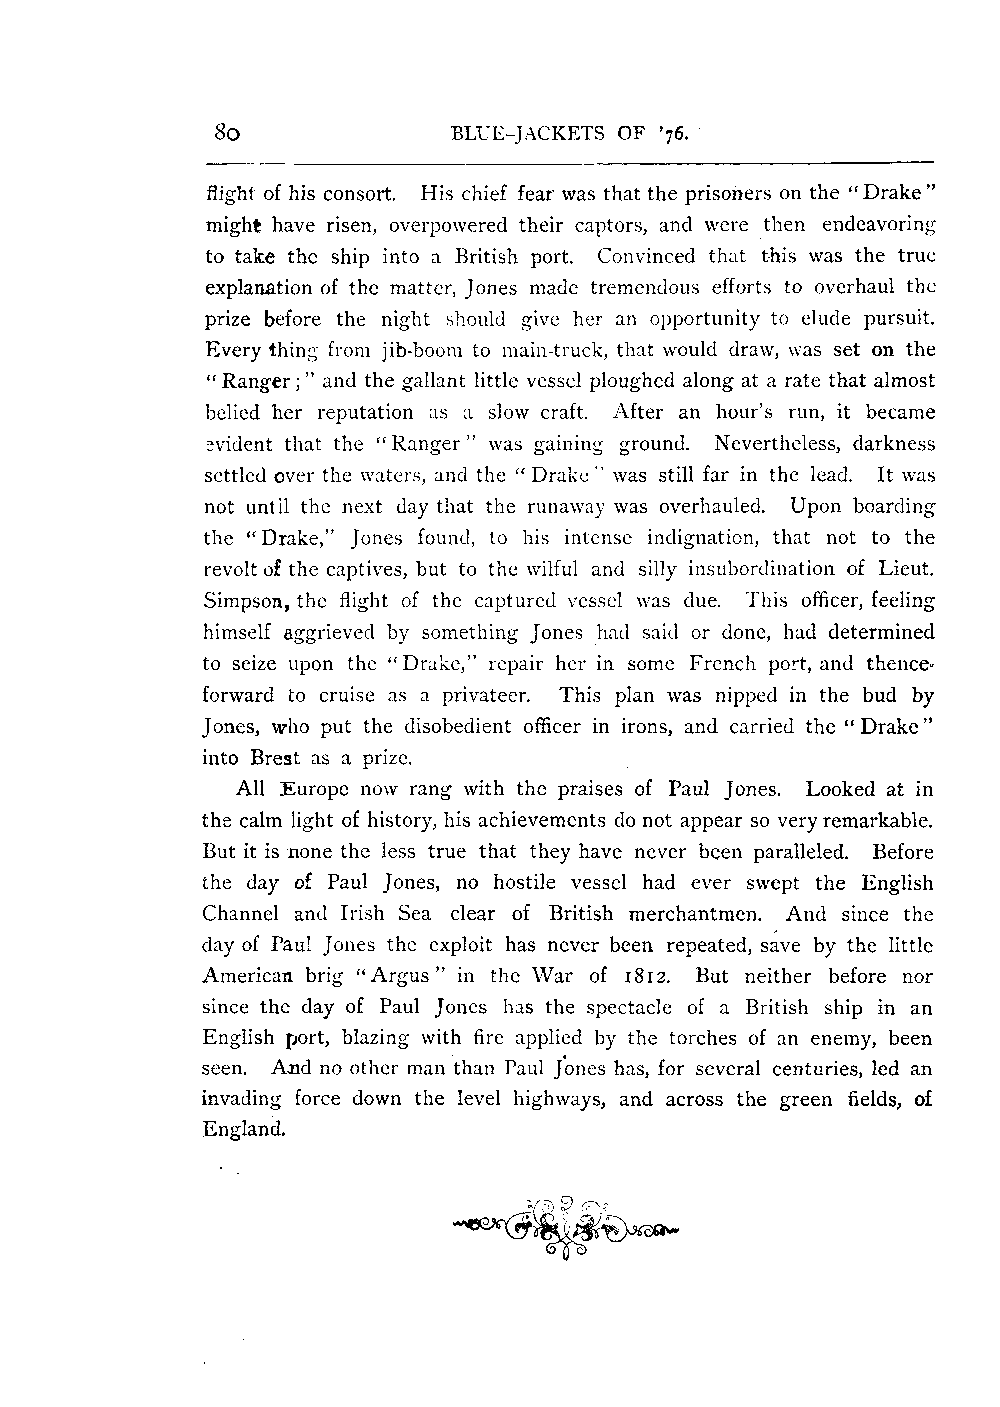 80 BLUE-JACKETS OF '76.
flight of his consort. His chief fear was that the prisoners on the "Drake"
might have risen, overpowered their captors, and were then endeavoring
to take the ship into a British port. Convinced that this was the true
explanation of the matter, Jones made tremendous efforts to overhaul the
prize before the night should give her an opportunity to elude pursuit.
Every thing from jib-boom to main-truck, that would draw, was set on the
"Ranger;" and the gallant little vessel ploughed along at a rate that almost
belied her reputation as a slow craft. After an hour's run, it became
evident that the "Ranger" was gaining ground. Nevertheless, darkness
settled over the waters, and the "Drake" was still far in the lead. It was
not until the next day that the runaway was overhauled. Upon boarding
the "Drake," Jones found, to his intense indignation, that not to the
revolt of the captives, but to the wilful and silly insubordination of Lieut.
Simpson, the flight of the captured vessel was due. This officer, feeling
himself aggrieved by something Jones had said or done, had determined
to seize upon the "Drake," repair her in some French port, and thence-
forward to cruise as a privateer. This plan was nipped in the bud by
Jones, who put the disobedient officer in irons, and carried the "Drake"
into Brest as a prize.
All Europe now rang with the praises of Paul Jones. Looked at in
the calm light of history, his achievements do not appear so very remarkable.
But it is none the less true that they have never been paralleled. Before
the day of Paul Jones, no hostile vessel had ever swept the English
Channel and Irish Sea clear of British merchantmen. And since the
day of Paul Jones the exploit has never been repeated, save by the little
American brig "Argus" in the War of 1812. But neither before nor
since the day of Paul Jones has the spectacle of a British ship in an
English port, blazing with fire applied by the torches of an enemy, been
seen. And no other man than Paul Jones has, for several centuries, led an
invading force down the level highways, and across the green fields, of
England.